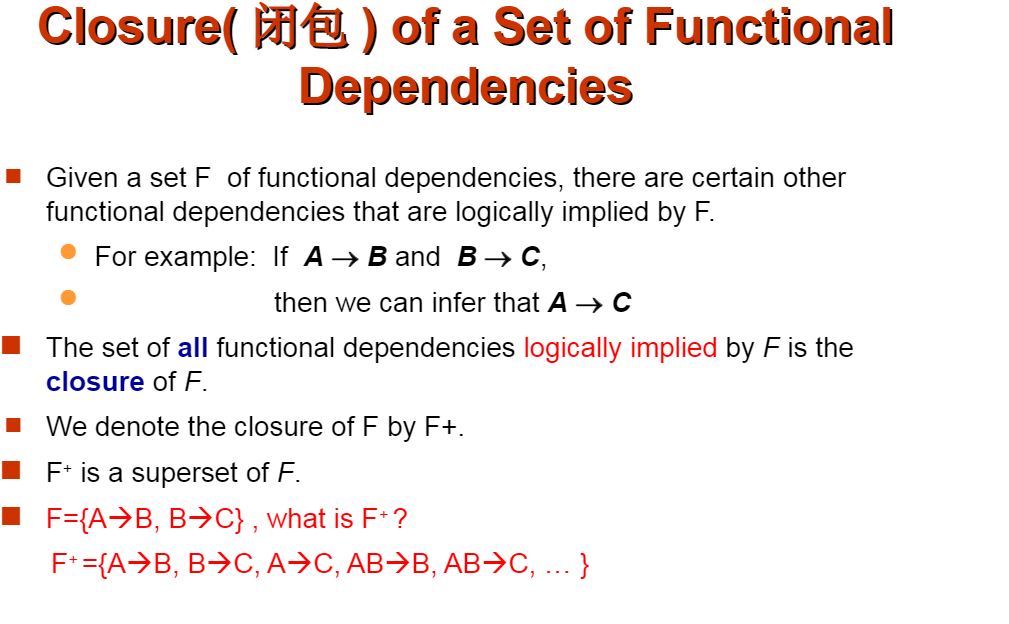 Closure( 闭包 ) of a Set of Functional
Dependencies
Given a set F of functional dependencies, there are certain other
functional dependencies that are logically implied by F.
For example: If A → B and B → C,
then we can infer that A → C
The set of all functional dependencies logically implied by F is the
closure of F.
We denote the closure of F by F+.
F+ is a superset of F.
F={A→B, B→C} , what is F+ ?
F+ ={A→B, B→C, A→C, AB→B, AB→C, … }